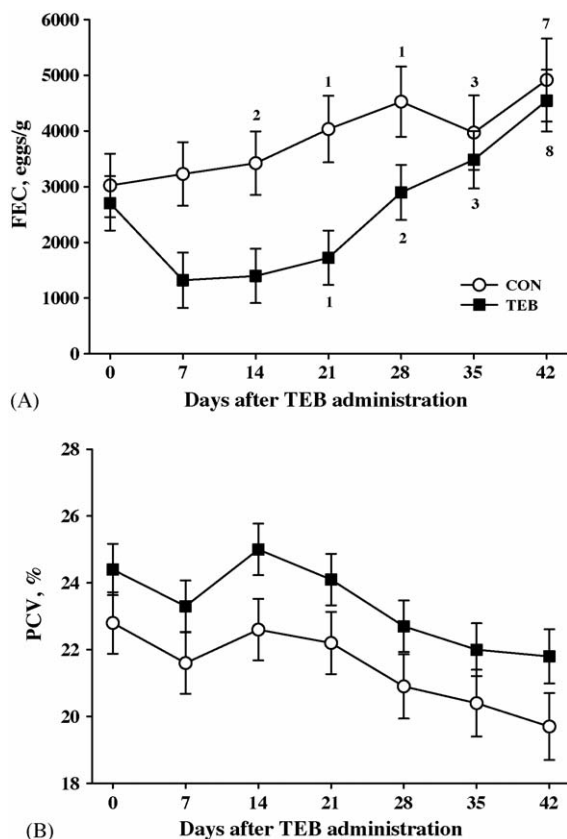 6000
5000
4000
3000
2000
1000
0
FEC, eggs/g
2
1
1
3
7
1
2
3
8
CON
TEB
0 7 14 21 28 35 42
(A) Days after TEB administration
28
26
24
22
20
18
PCV, %
0 7 14 21 28 35 42
(B) Days after TEB administration